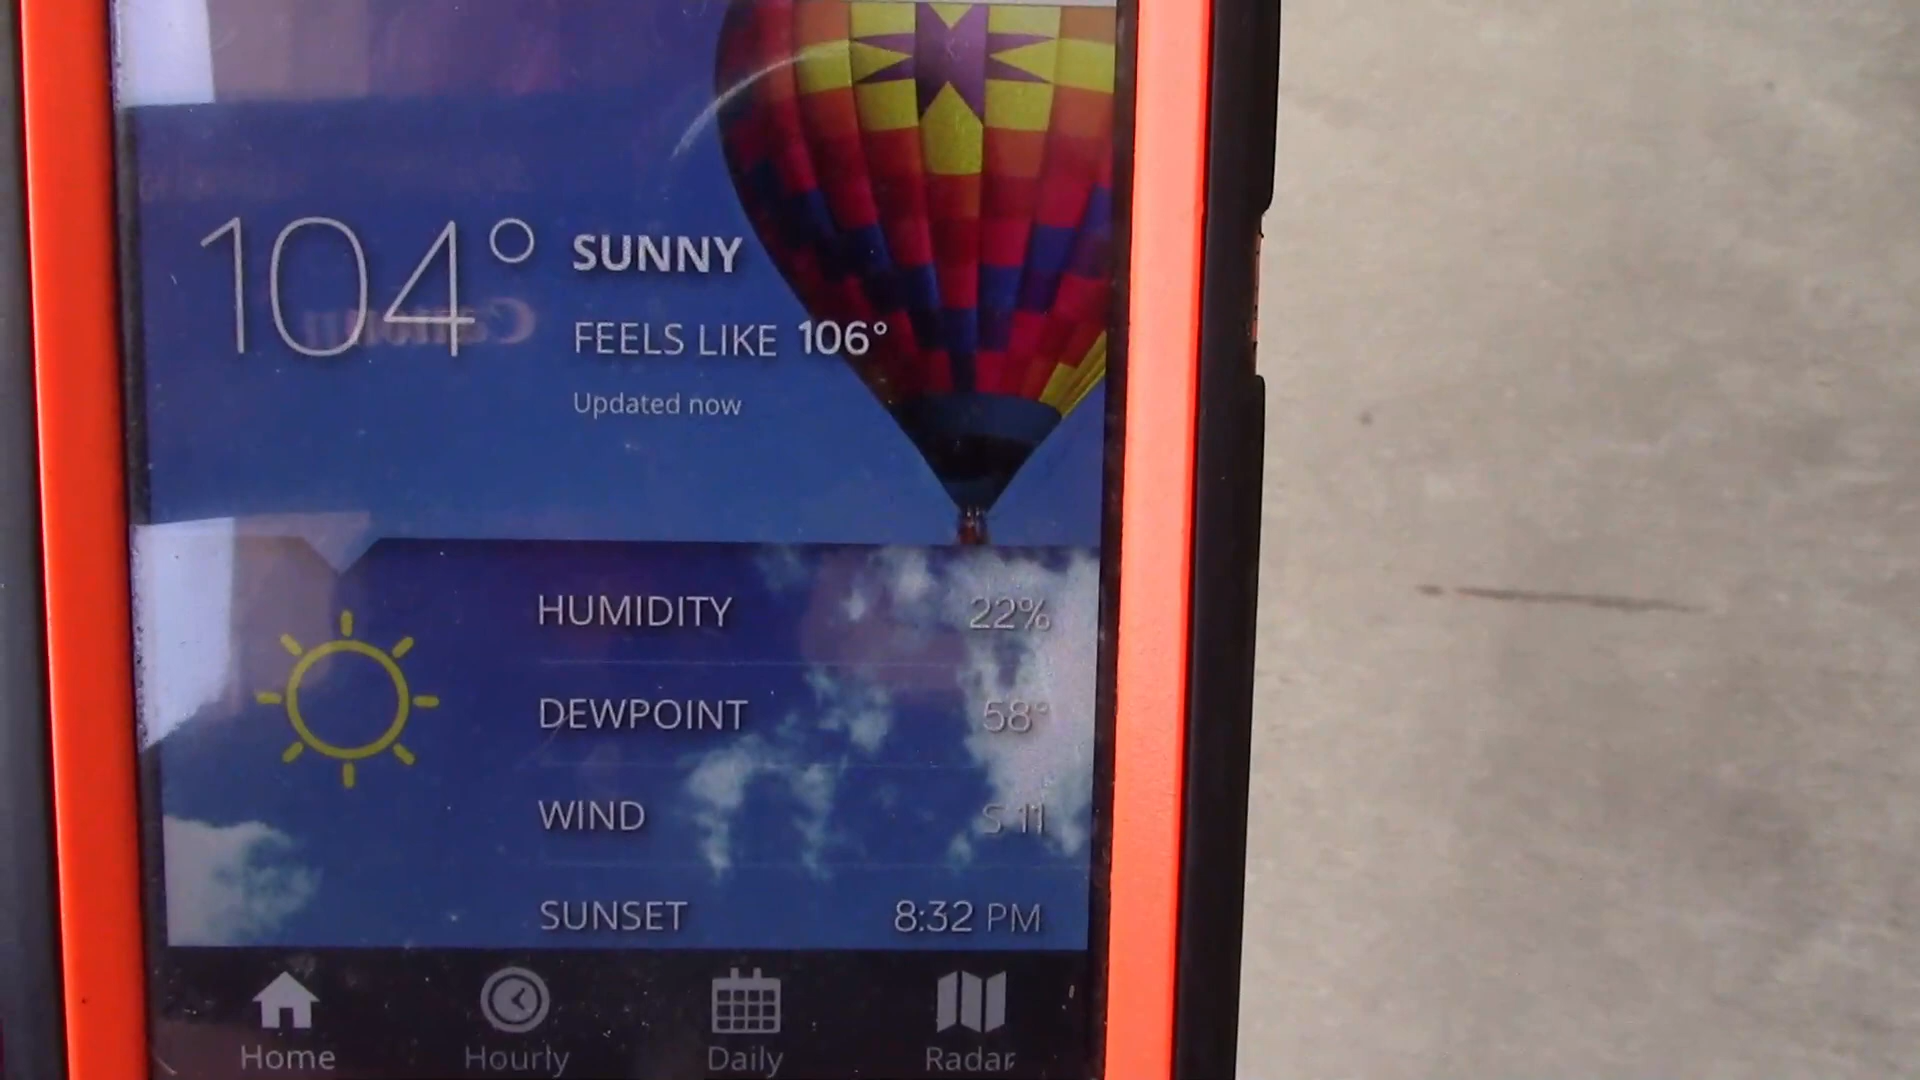 104° SUNNY
FEELS LIKE 106°
Updated now
Canon
HUMIDITY 22%
DEWPOINT 58°
WIND S 11
SUNSET 8:32 PM
Home Hourly Daily Radar